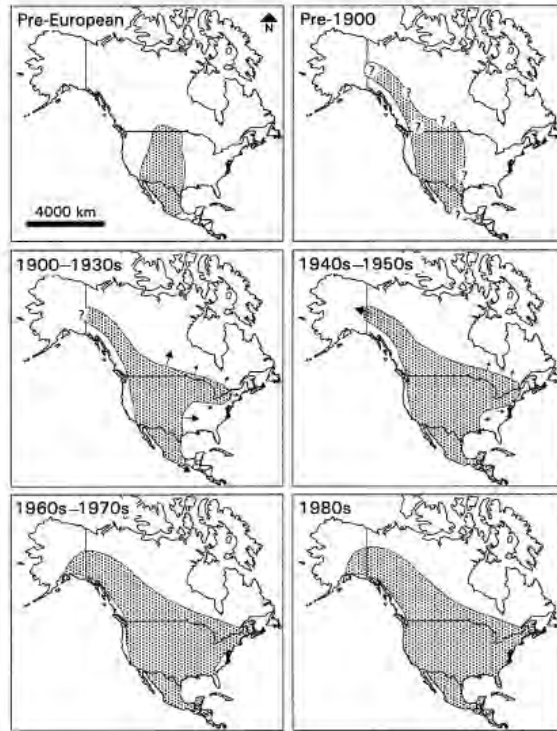 Pre-European
N
4000 km
Pre-1900
?
?
?
?
?
?
1900–1930s
?
1940s–1950s
1960s–1970s
1980s